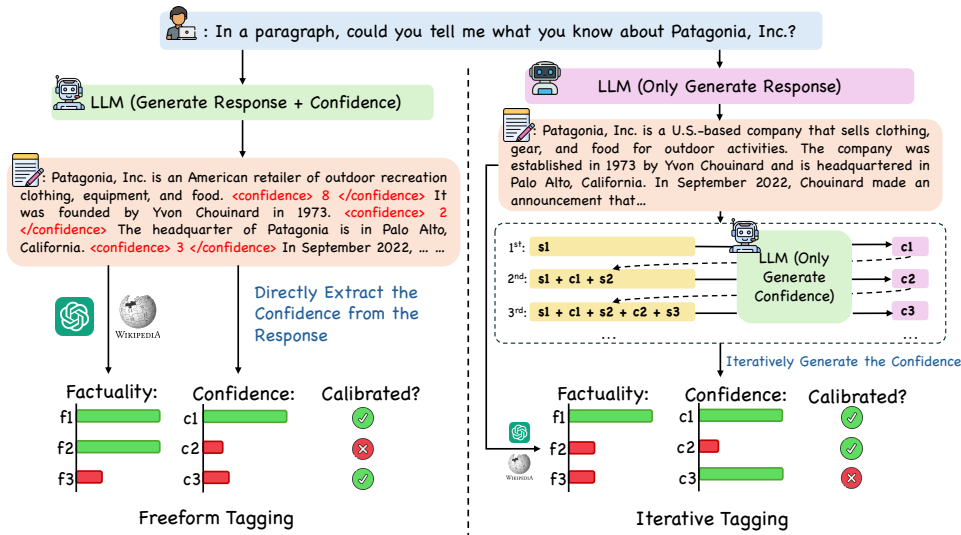 : In a paragraph, could you tell me what you know about Patagonia, Inc.?
LLM (Generate Response + Confidence)
: Patagonia, Inc. is an American retailer of outdoor recreation
clothing, equipment, and food. <confidence> 8 </confidence> It
was founded by Yvon Chouinard in 1973. <confidence> 2
</confidence> The headquarter of Patagonia is in Palo Alto,
California. <confidence> 3 </confidence> In September 2022, ... ...
WIKIPEDIA
Directly Extract the
Confidence from the
Response
Factuality:
Confidence:
Calibrated?
f1
c1
f2
c2
f3
c3
Freeform Tagging
LLM (Only Generate Response)
: Patagonia, Inc. is a U.S.-based company that sells clothing,
gear, and food for outdoor activities. The company was
established in 1973 by Yvon Chouinard and is headquartered in
Palo Alto, California. In September 2022, Chouinard made an
announcement that...
1st:
s1
c1
2nd:
s1 + c1 + s2
c2
3rd:
s1 + c1 + s2 + c2 + s3
c3
...
...
LLM (Only
Generate
Confidence)
Iteratively Generate the Confidence
WIKIPEDIA
Factuality:
Confidence:
Calibrated?
f1
c1
f2
c2
f3
c3
Iterative Tagging